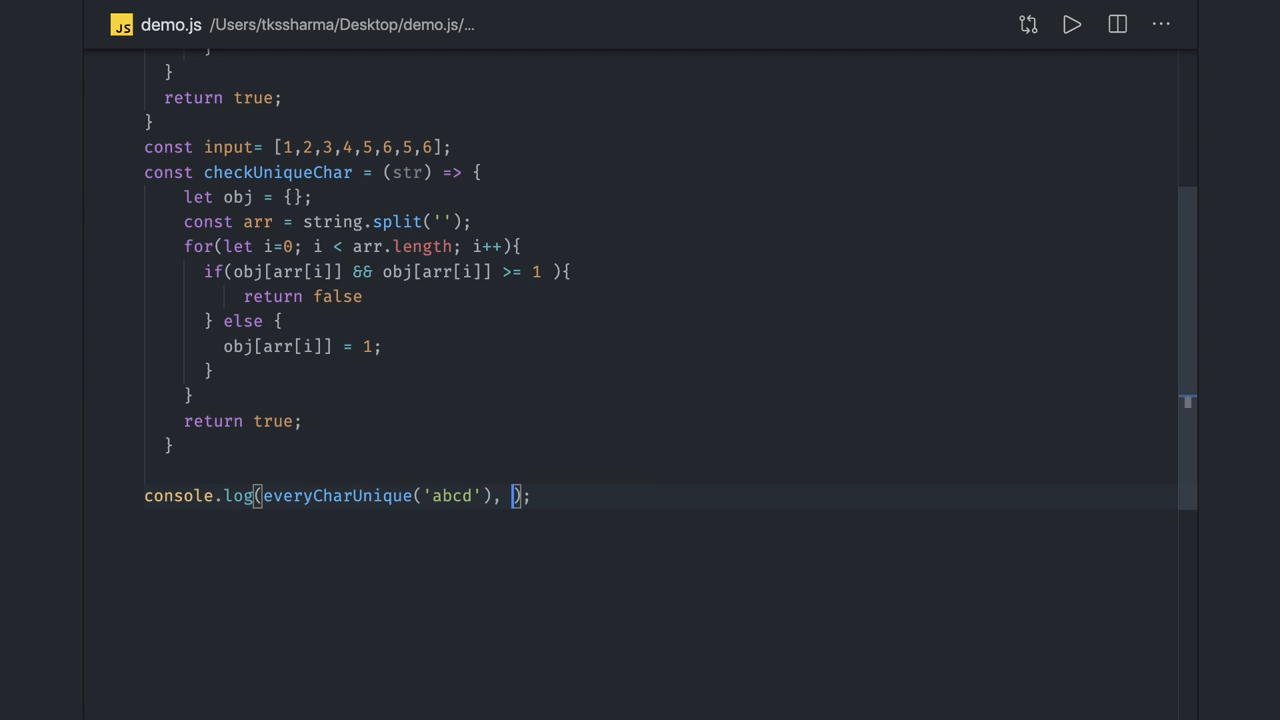 JS demo.js /Users/tkssharma/Desktop/demo.js/...
}
}
return true;
}
const input= [1,2,3,4,5,6,5,6];
const checkUniqueChar = (str) => {
let obj = {};
const arr = string.split('');
for(let i=0; i < arr.length; i++){
if(obj[arr[i]] && obj[arr[i]] >= 1 ){
return false
} else {
obj[arr[i]] = 1;
}
}
return true;
}
console.log(everyCharUnique('abcd'), );